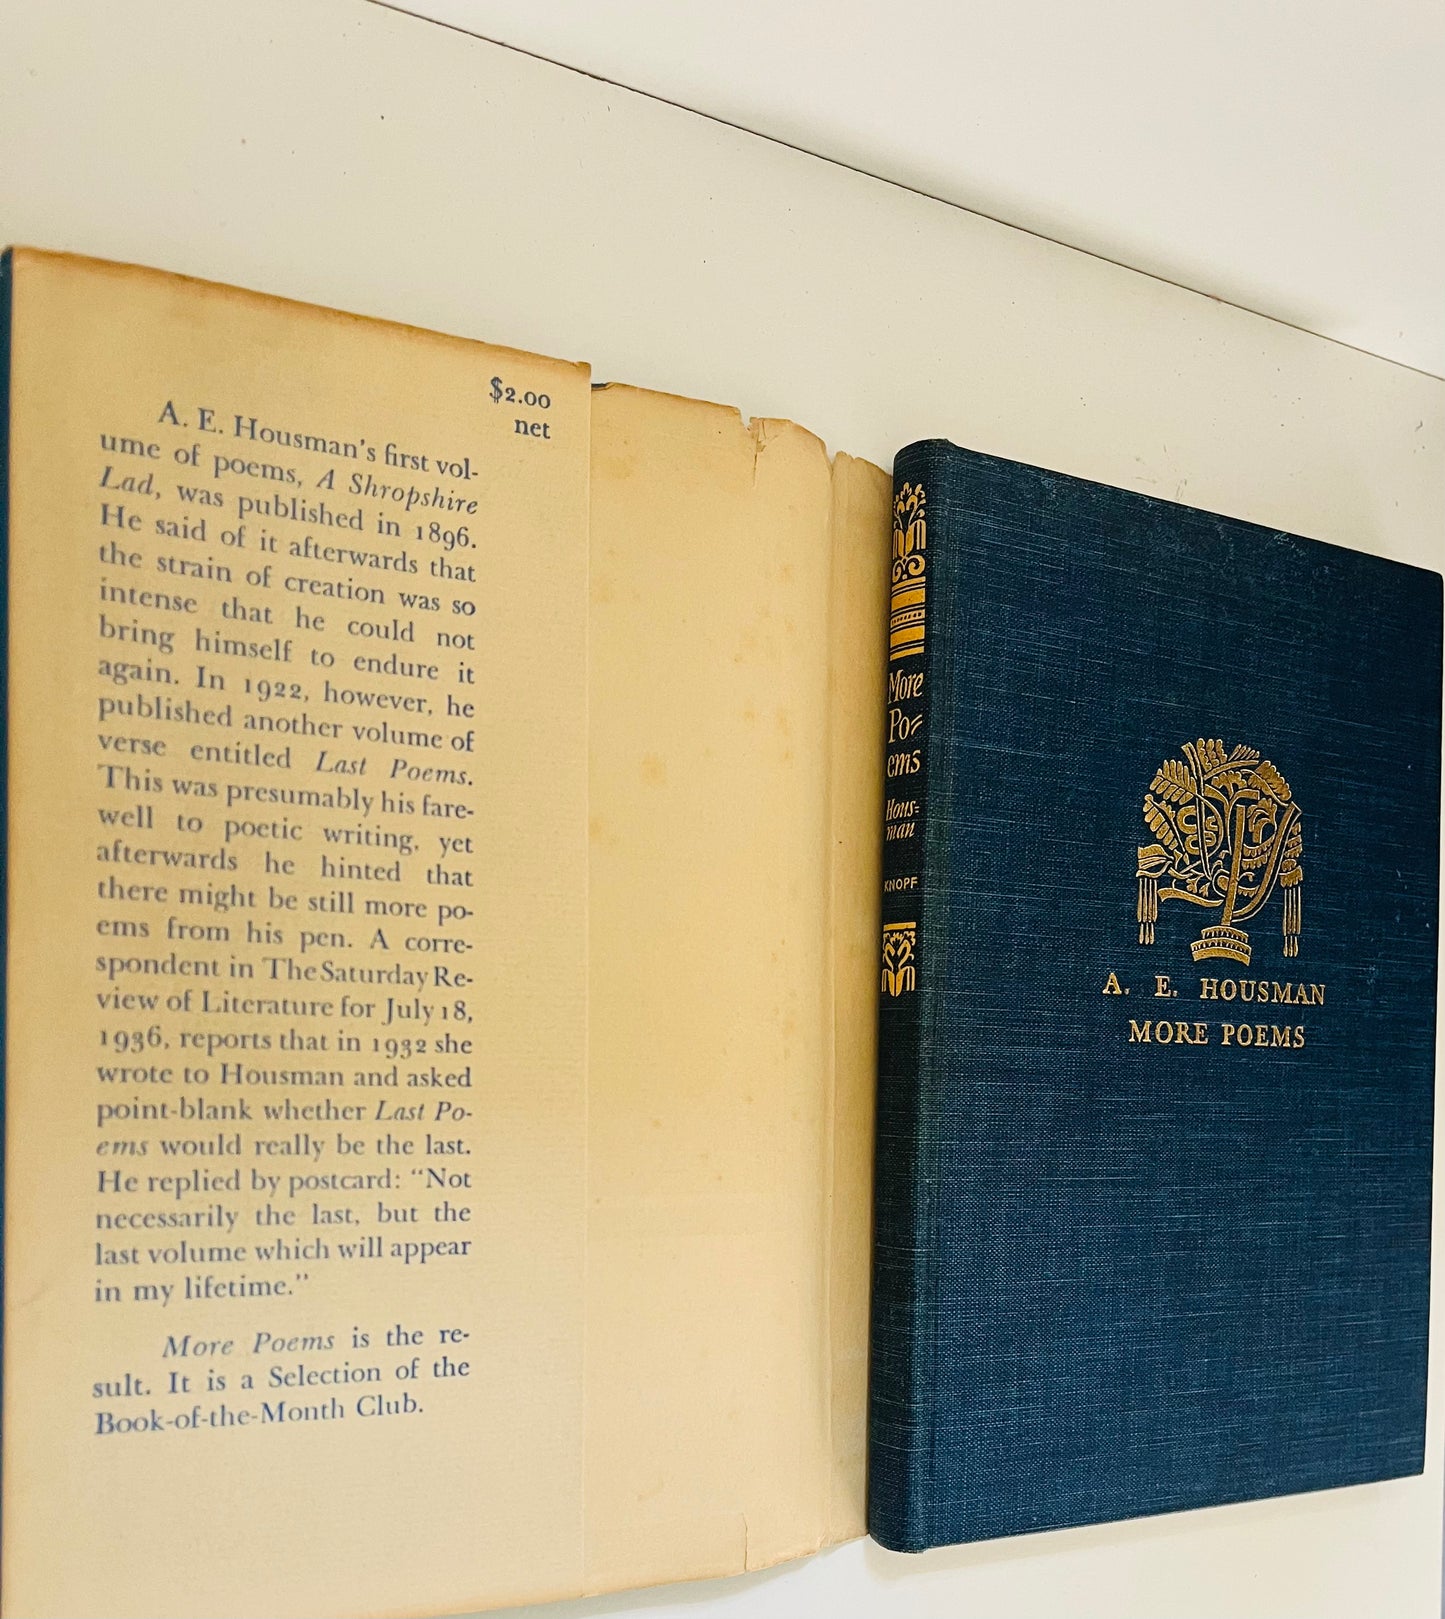 $2.00
net
A. E. Housman's first vol-
ume of poems, A Shropshire
Lad, was published in 1896.
He said of it afterwards that
the strain of creation was so
intense that he could not
bring himself to endure it
again. In 1922, however, he
published another volume of
verse entitled Last Poems.
This was presumably his fare-
well to poetic writing, yet
afterwards he hinted that
there might be still more po-
ems from his pen. A corre-
spondent in The Saturday Re-
view of Literature for July 18,
1936, reports that in 1932 she
wrote to Housman and asked
point-blank whether Last Po-
ems would really be the last.
He replied by postcard: "Not
necessarily the last, but the
last volume which will appear
in my lifetime."
More Poems is the re-
sult. It is a Selection of the
Book-of-the-Month Club.
More
Po=
ems
Hous-
man
KNOPF
A. E. HOUSMAN
MORE POEMS